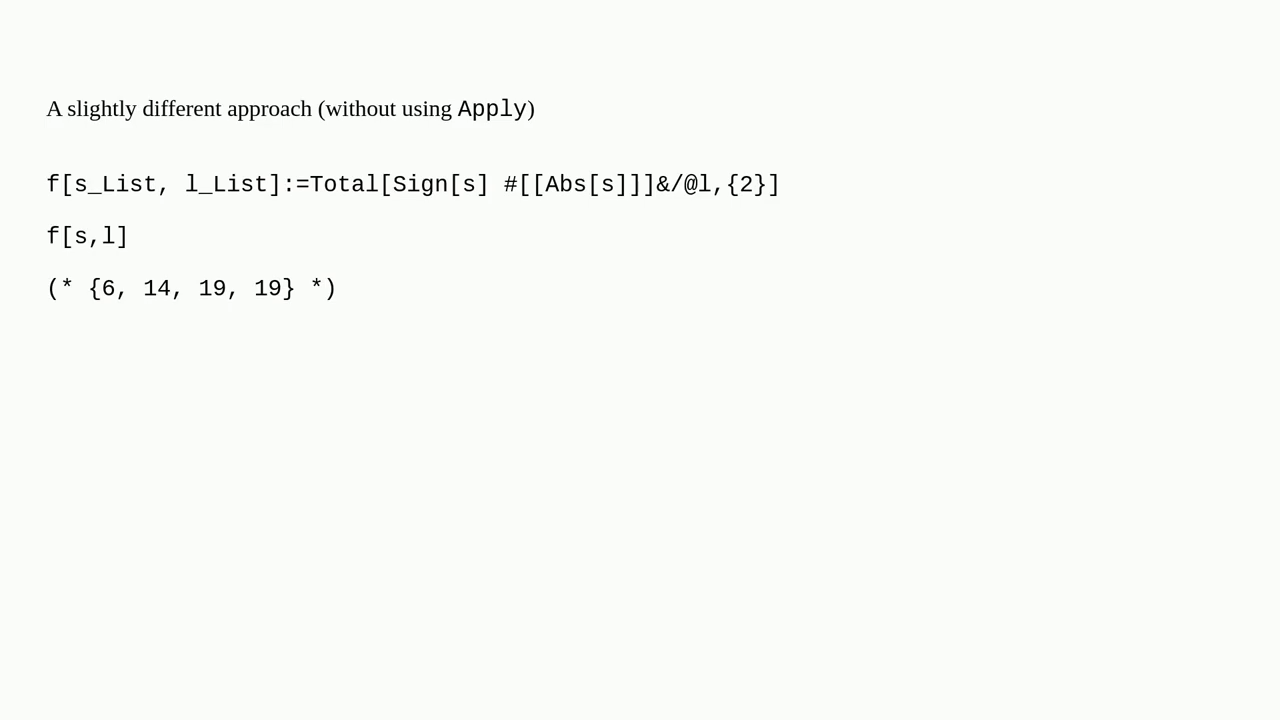 A slightly different approach (without using Apply)
f[s_List, l_List]:=Total[Sign[s] #[[Abs[s]]]&/@l,{2}]
f[s,l]
(* {6, 14, 19, 19} *)